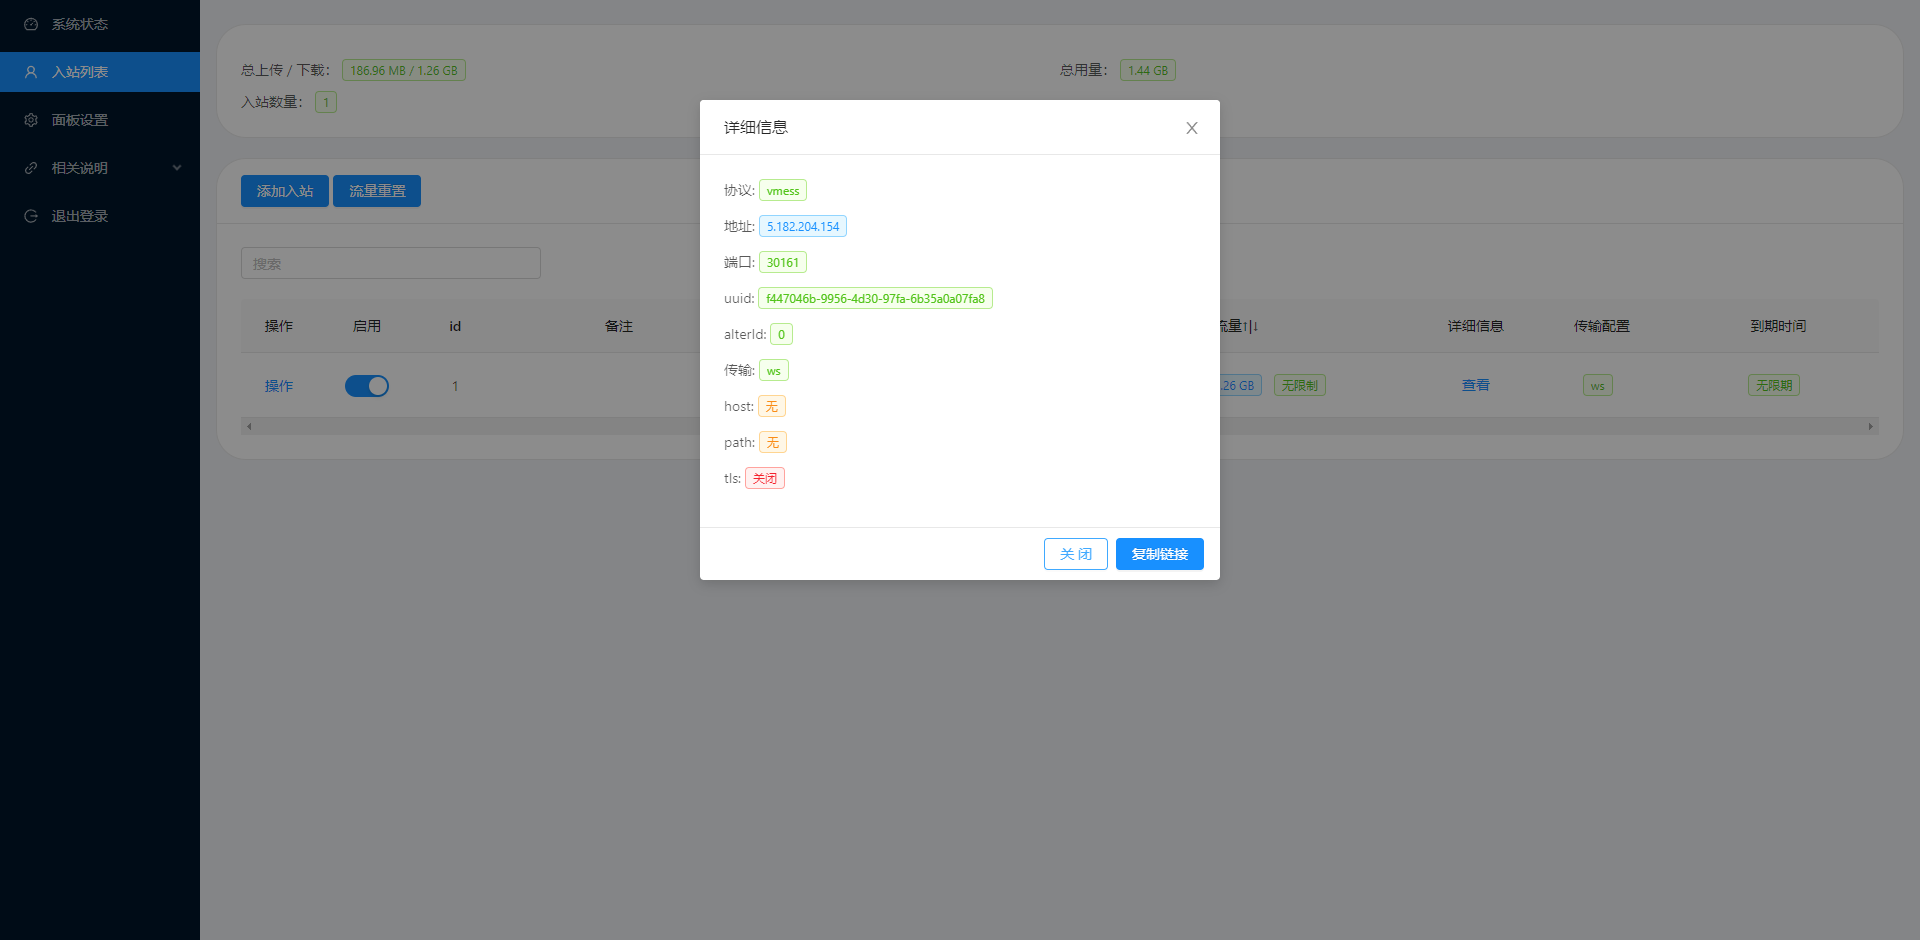 系统状态
入站列表
面板设置
相关说明
退出登录
总上传 / 下载: 186.96 MB / 1.26 GB
总用量: 1.44 GB
入站数量: 1
添加入站 流量重置
搜索
操作 启用 id 备注 流量↑|↓ 详细信息 传输配置 到期时间
操作 1 .26 GB 无限制 查看 ws 无限期
详细信息
协议: vmess
地址: 5.182.204.154
端口: 30161
uuid: f447046b-9956-4d30-97fa-6b35a0a07fa8
alterId: 0
传输: ws
host: 无
path: 无
tls: 关闭
关 闭 复制链接